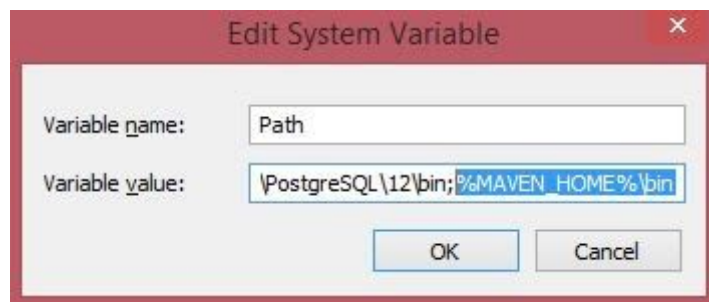 Edit System Variable
Variable name: Path
Variable value: \PostgreSQL\12\bin;%MAVEN_HOME%\bin
OK Cancel